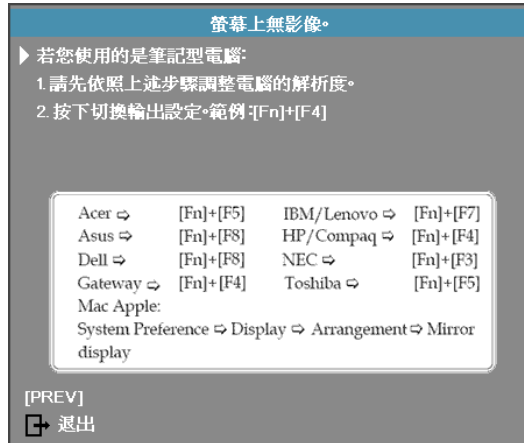 螢幕上無影像。
若您使用的是筆記型電腦:
1. 請先依照上述步驟調整電腦的解析度。
2. 按下切換輸出設定。範例:[Fn]+[F4]
Acer ⇨ [Fn]+[F5] IBM/Lenovo ⇨ [Fn]+[F7]
Asus ⇨ [Fn]+[F8] HP/Compaq ⇨ [Fn]+[F4]
Dell ⇨ [Fn]+[F8] NEC ⇨ [Fn]+[F3]
Gateway ⇨ [Fn]+[F4] Toshiba ⇨ [Fn]+[F5]
Mac Apple:
System Preference ⇨ Display ⇨ Arrangement ⇨ Mirror
display
[PREV]
退出